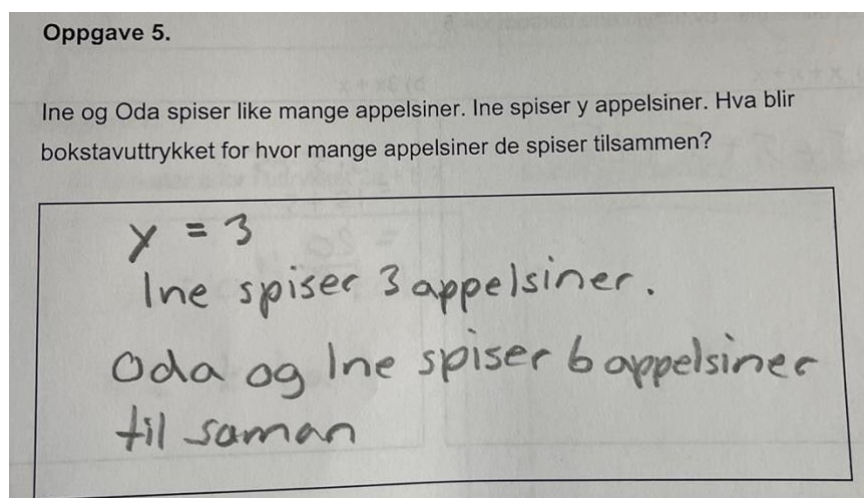 Oppgave 5.
Ine og Oda spiser like mange appelsiner. Ine spiser y appelsiner. Hva blir
bokstavuttrykket for hvor mange appelsiner de spiser tilsammen?
y = 3
Ine spiser 3 appelsiner.
Oda og Ine spiser 6 appelsiner
til saman